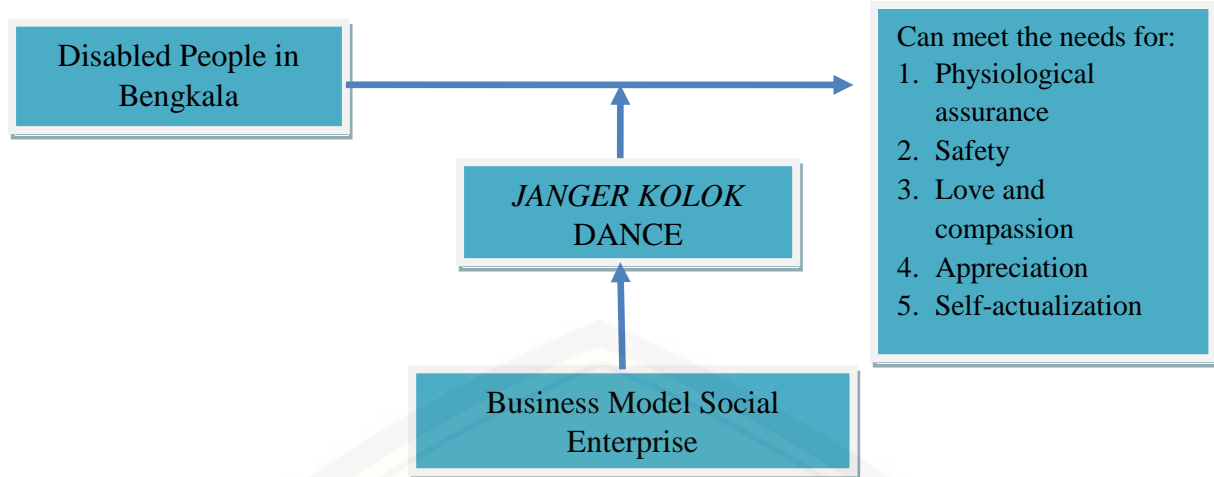 Disabled People in
Bengkala
Can meet the needs for:
1. Physiological
assurance
2. Safety
3. Love and
compassion
4. Appreciation
5. Self-actualization
JANGER KOLOK
DANCE
Business Model Social
Enterprise